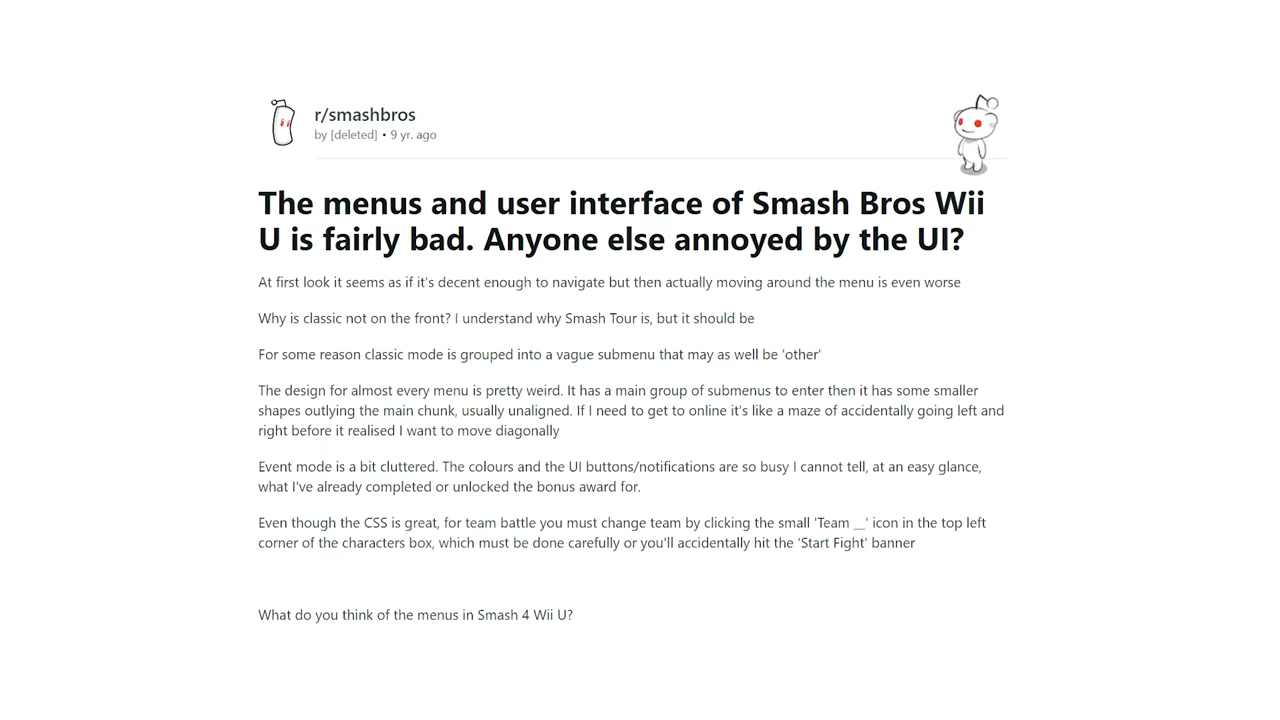 r/smashbros
by [deleted] • 9 yr. ago
The menus and user interface of Smash Bros Wii
U is fairly bad. Anyone else annoyed by the UI?
At first look it seems as if it's decent enough to navigate but then actually moving around the menu is even worse
Why is classic not on the front? I understand why Smash Tour is, but it should be
For some reason classic mode is grouped into a vague submenu that may as well be 'other'
The design for almost every menu is pretty weird. It has a main group of submenus to enter then it has some smaller
shapes outlying the main chunk, usually unaligned. If I need to get to online it's like a maze of accidentally going left and
right before it realised I want to move diagonally
Event mode is a bit cluttered. The colours and the UI buttons/notifications are so busy I cannot tell, at an easy glance,
what I've already completed or unlocked the bonus award for.
Even though the CSS is great, for team battle you must change team by clicking the small 'Team __' icon in the top left
corner of the characters box, which must be done carefully or you'll accidentally hit the 'Start Fight' banner
What do you think of the menus in Smash 4 Wii U?